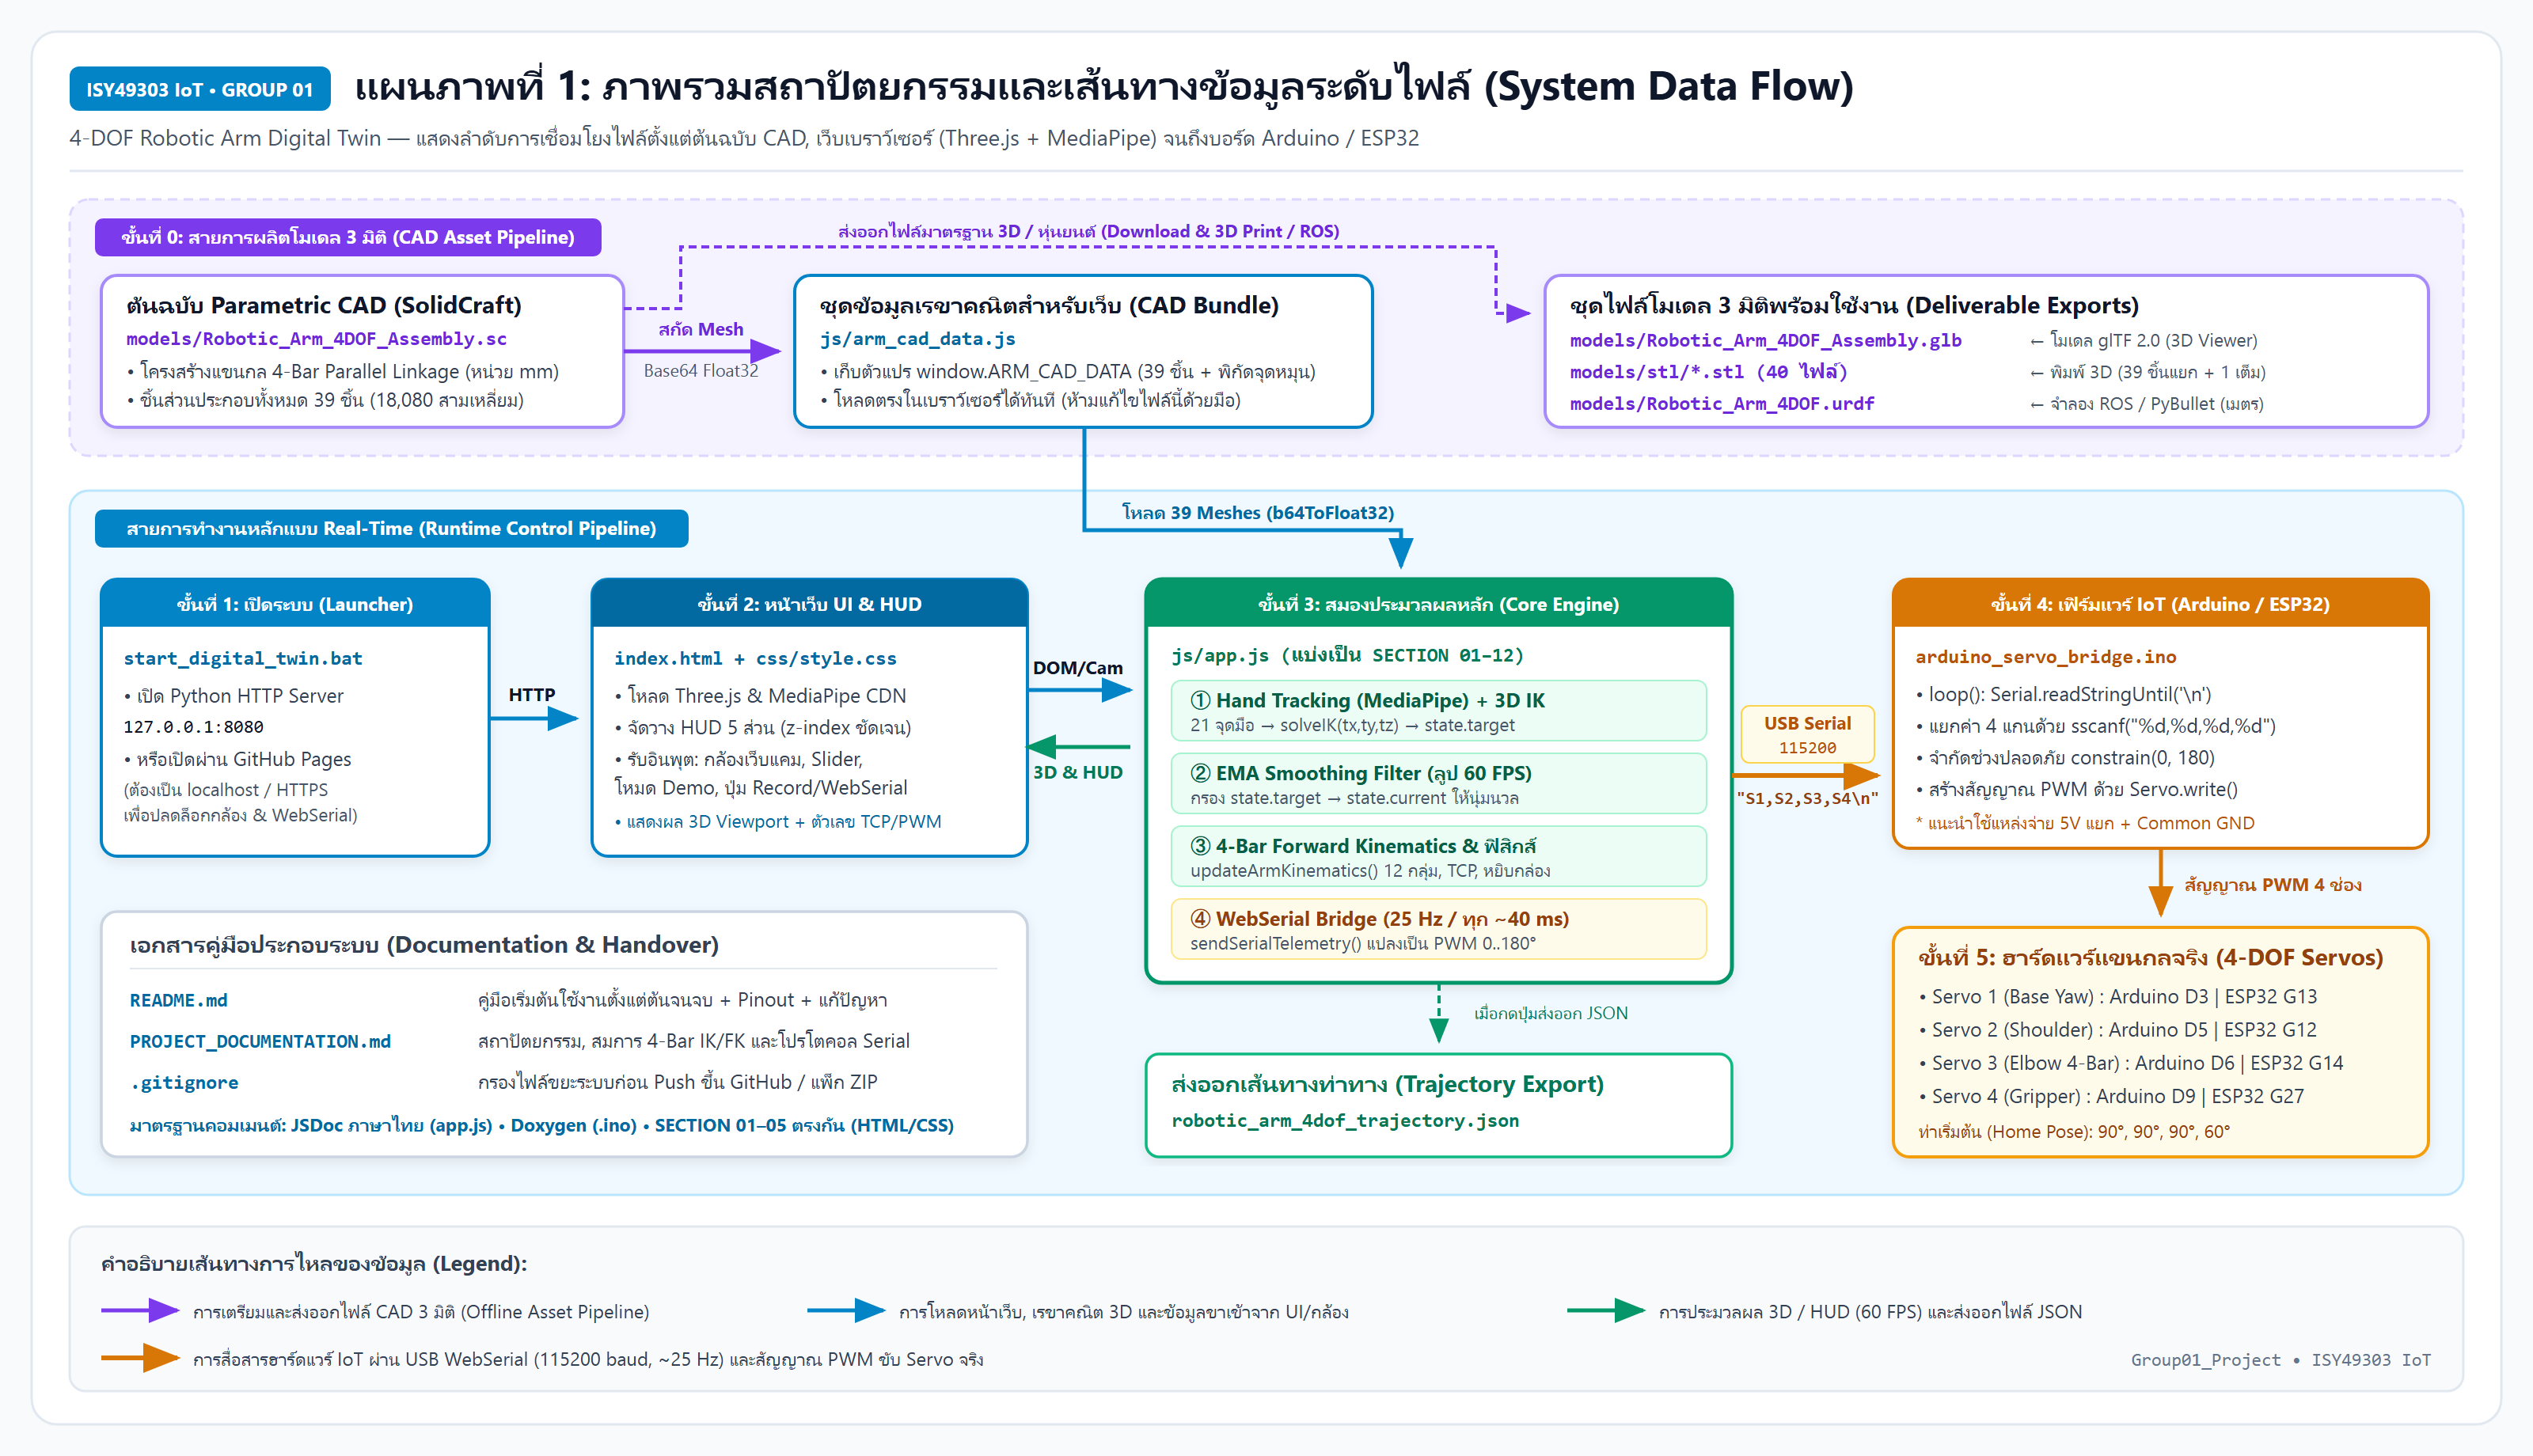 ISY49303 IoT • GROUP 01
แผนภาพที่ 1: ภาพรวมสถาปัตยกรรมและเส้นทางข้อมูลระดับไฟล์ (System Data Flow)
4-DOF Robotic Arm Digital Twin — แสดงลำดับการเชื่อมโยงไฟล์ตั้งแต่ต้นฉบับ CAD, เว็บเบราว์เซอร์ (Three.js + MediaPipe) จนถึงบอร์ด Arduino / ESP32
ขั้นที่ 0: สายการผลิตโมเดล 3 มิติ (CAD Asset Pipeline)
ส่งออกไฟล์มาตรฐาน 3D / หุ่นยนต์ (Download & 3D Print / ROS)
ต้นฉบับ Parametric CAD (SolidCraft)
models/Robotic_Arm_4DOF_Assembly.sc
• โครงสร้างแขนกล 4-Bar Parallel Linkage (หน่วย mm)
• ชิ้นส่วนประกอบทั้งหมด 39 ชิ้น (18,080 สามเหลี่ยม)
สกัด Mesh
Base64 Float32
ชุดข้อมูลเรขาคณิตสำหรับเว็บ (CAD Bundle)
js/arm_cad_data.js
• เก็บตัวแปร window.ARM_CAD_DATA (39 ชิ้น + พิกัดจุดหมุน)
• โหลดตรงในเบราว์เซอร์ได้ทันที (ห้ามแก้ไขไฟล์นี้ด้วยมือ)
ชุดไฟล์โมเดล 3 มิติพร้อมใช้งาน (Deliverable Exports)
models/Robotic_Arm_4DOF_Assembly.glb ← โมเดล glTF 2.0 (3D Viewer)
models/stl/*.stl (40 ไฟล์) ← พิมพ์ 3D (39 ชิ้นแยก + 1 เต็ม)
models/Robotic_Arm_4DOF.urdf ← จำลอง ROS / PyBullet (เมตร)
สายการทำงานหลักแบบ Real-Time (Runtime Control Pipeline)
โหลด 39 Meshes (b64ToFloat32)
ขั้นที่ 1: เปิดระบบ (Launcher)
start_digital_twin.bat
• เปิด Python HTTP Server
127.0.0.1:8080
• หรือเปิดผ่าน GitHub Pages
(ต้องเป็น localhost / HTTPS
เพื่อปลดล็อกกล้อง & WebSerial)
HTTP
ขั้นที่ 2: หน้าเว็บ UI & HUD
index.html + css/style.css
• โหลด Three.js & MediaPipe CDN
• จัดวาง HUD 5 ส่วน (z-index ชัดเจน)
• รับอินพุต: กล้องเว็บแคม, Slider,
โหมด Demo, ปุ่ม Record/WebSerial
• แสดงผล 3D Viewport + ตัวเลข TCP/PWM
DOM/Cam
3D & HUD
ขั้นที่ 3: สมองประมวลผลหลัก (Core Engine)
js/app.js (แบ่งเป็น SECTION 01–12)
① Hand Tracking (MediaPipe) + 3D IK
21 จุดมือ → solveIK(tx,ty,tz) → state.target
② EMA Smoothing Filter (ลูป 60 FPS)
กรอง state.target → state.current ให้นุ่มนวล
③ 4-Bar Forward Kinematics & ฟิสิกส์
updateArmKinematics() 12 กลุ่ม, TCP, หยิบกล่อง
④ WebSerial Bridge (25 Hz / ทุก ~40 ms)
sendSerialTelemetry() แปลงเป็น PWM 0..180°
USB Serial
115200
"S1,S2,S3,S4\n"
ขั้นที่ 4: เฟิร์มแวร์ IoT (Arduino / ESP32)
arduino_servo_bridge.ino
• loop(): Serial.readStringUntil('\n')
• แยกค่า 4 แกนด้วย sscanf("%d,%d,%d,%d")
• จำกัดช่วงปลอดภัย constrain(0, 180)
• สร้างสัญญาณ PWM ด้วย Servo.write()
* แนะนำใช้แหล่งจ่าย 5V แยก + Common GND
สัญญาณ PWM 4 ช่อง
เอกสารคู่มือประกอบระบบ (Documentation & Handover)
README.md คู่มือเริ่มต้นใช้งานตั้งแต่ต้นจนจบ + Pinout + แก้ปัญหา
PROJECT_DOCUMENTATION.md สถาปัตยกรรม, สมการ 4-Bar IK/FK และโปรโตคอล Serial
.gitignore กรองไฟล์ขยะระบบก่อน Push ขึ้น GitHub / แพ็ก ZIP
มาตรฐานคอมเมนต์: JSDoc ภาษาไทย (app.js) • Doxygen (.ino) • SECTION 01–05 ตรงกัน (HTML/CSS)
เมื่อกดปุ่มส่งออก JSON
ส่งออกเส้นทางท่าทาง (Trajectory Export)
robotic_arm_4dof_trajectory.json
ขั้นที่ 5: ฮาร์ดแวร์แขนกลจริง (4-DOF Servos)
• Servo 1 (Base Yaw) : Arduino D3 | ESP32 G13
• Servo 2 (Shoulder) : Arduino D5 | ESP32 G12
• Servo 3 (Elbow 4-Bar) : Arduino D6 | ESP32 G14
• Servo 4 (Gripper) : Arduino D9 | ESP32 G27
ท่าเริ่มต้น (Home Pose): 90°, 90°, 90°, 60°
คำอธิบายเส้นทางการไหลของข้อมูล (Legend):
การเตรียมและส่งออกไฟล์ CAD 3 มิติ (Offline Asset Pipeline)
การโหลดหน้าเว็บ, เรขาคณิต 3D และข้อมูลขาเข้าจาก UI/กล้อง
การประมวลผล 3D / HUD (60 FPS) และส่งออกไฟล์ JSON
การสื่อสารฮาร์ดแวร์ IoT ผ่าน USB WebSerial (115200 baud, ~25 Hz) และสัญญาณ PWM ขับ Servo จริง
Group01_Project • ISY49303 IoT